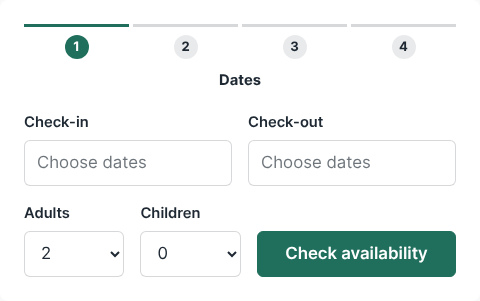 1 2 3 4
Dates
Check-in Check-out
Choose dates Choose dates
Adults Children
2 0 Check availability